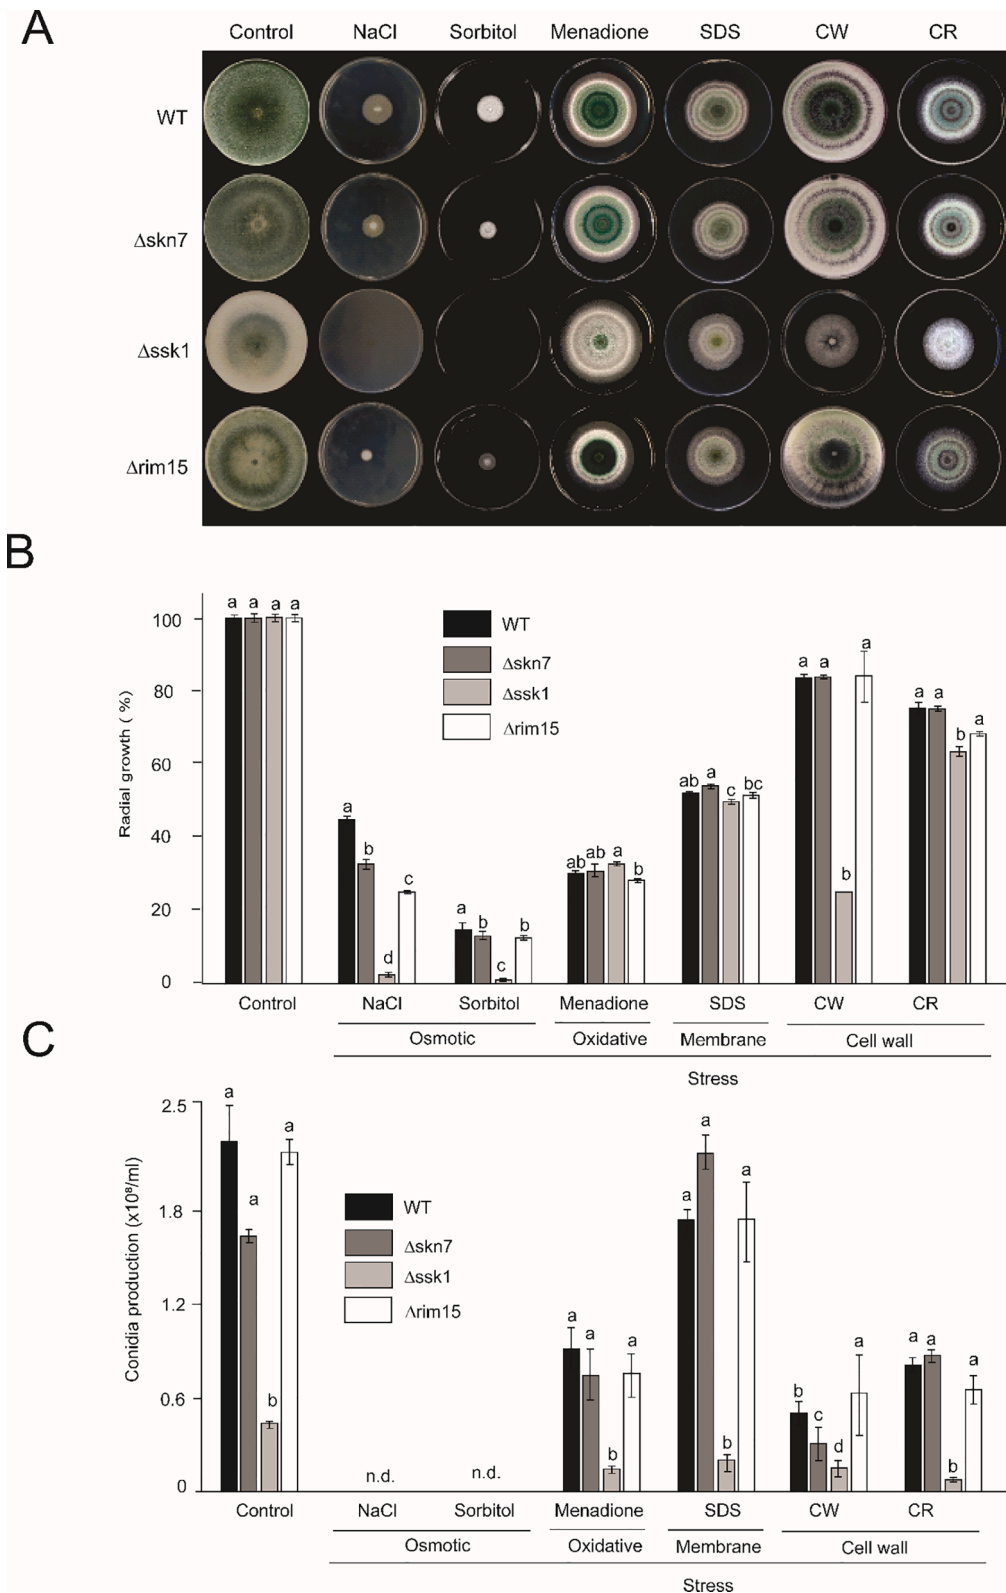 A
Control NaCl Sorbitol Menadione SDS CW CR
WT
Δskn7
Δssk1
Δrim15
B
Radial growth ( %)
100
80
60
40
20
0
a a a a
a b d c
a b c b
ab ab a b
ab a c bc
a a b a
a a b a
WT
Δskn7
Δssk1
Δrim15
Control NaCl Sorbitol Menadione SDS CW CR
Osmotic Oxidative Membrane Cell wall
Stress
C
Conidia production (x10⁸/ml)
2.5
1.8
1.2
0.6
0
a a b a
n.d. n.d.
a a b a
a a b a
b c d a
a a b a
WT
Δskn7
Δssk1
Δrim15
Control NaCl Sorbitol Menadione SDS CW CR
Osmotic Oxidative Membrane Cell wall
Stress